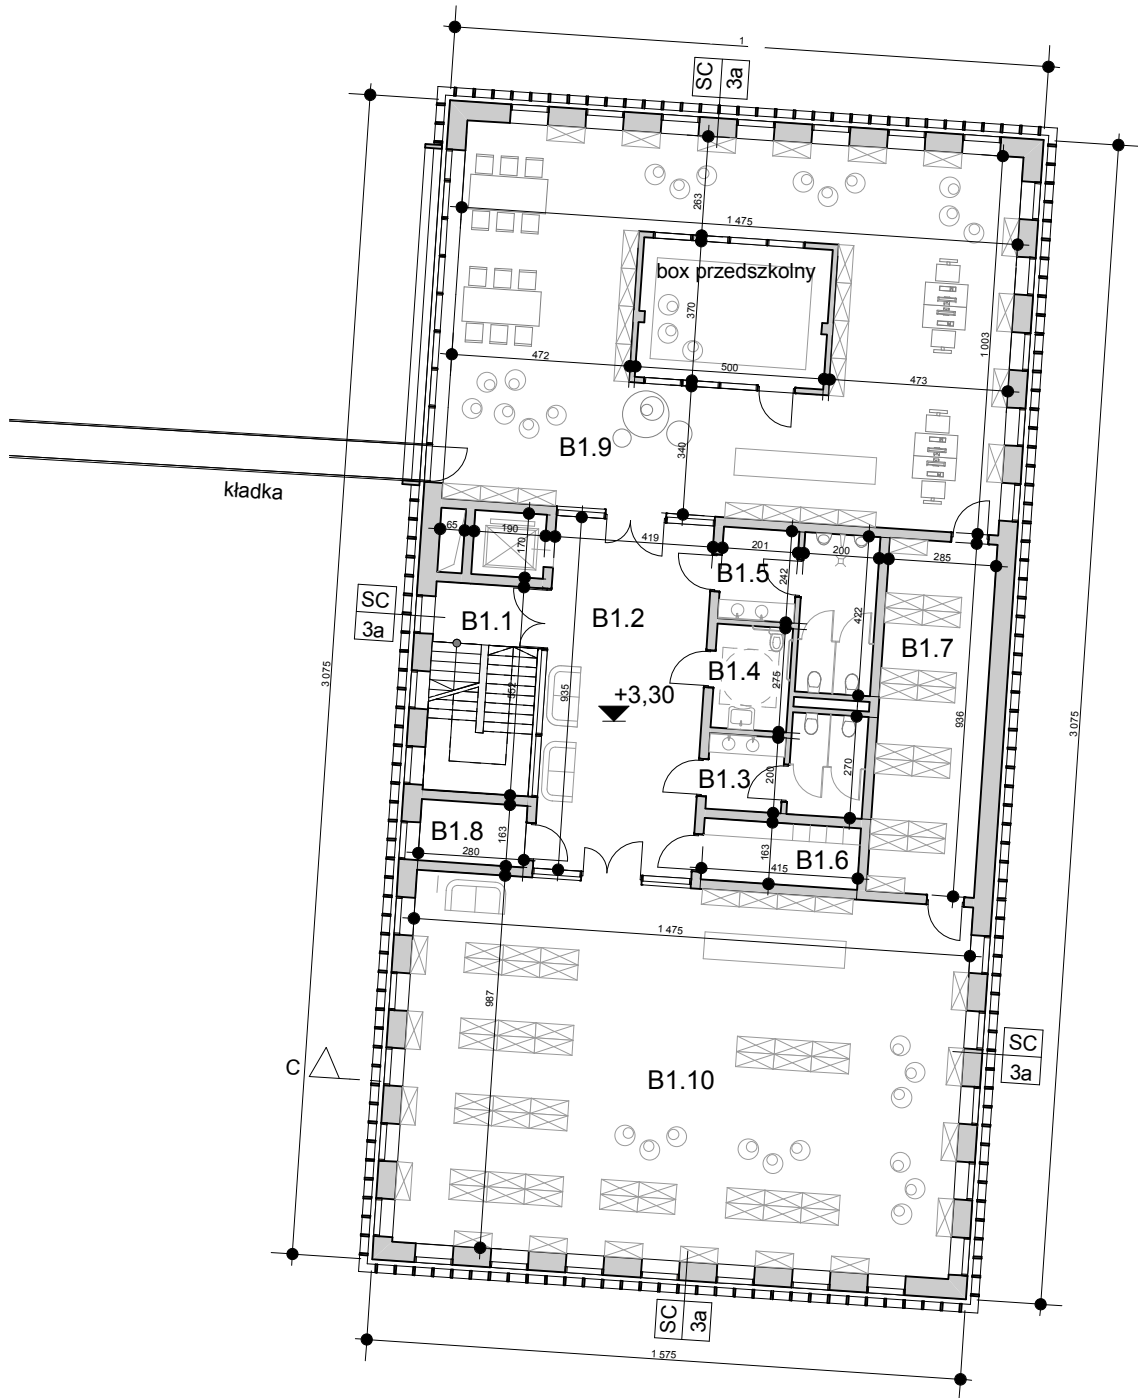 1
SC
3a
263
1 475
box przedszkolny
370
1 003
472
500
473
B1.9
340
kładka
65
190
170
419
201
200
285
B1.5
242
SC
3a
B1.1
B1.2
422
B1.7
B1.4
275
+3,30
552
935
3 075
936
3 075
B1.3
200
270
B1.8
163
280
163
B1.6
415
1 475
987
SC
3a
C
B1.10
SC
3a
1 575